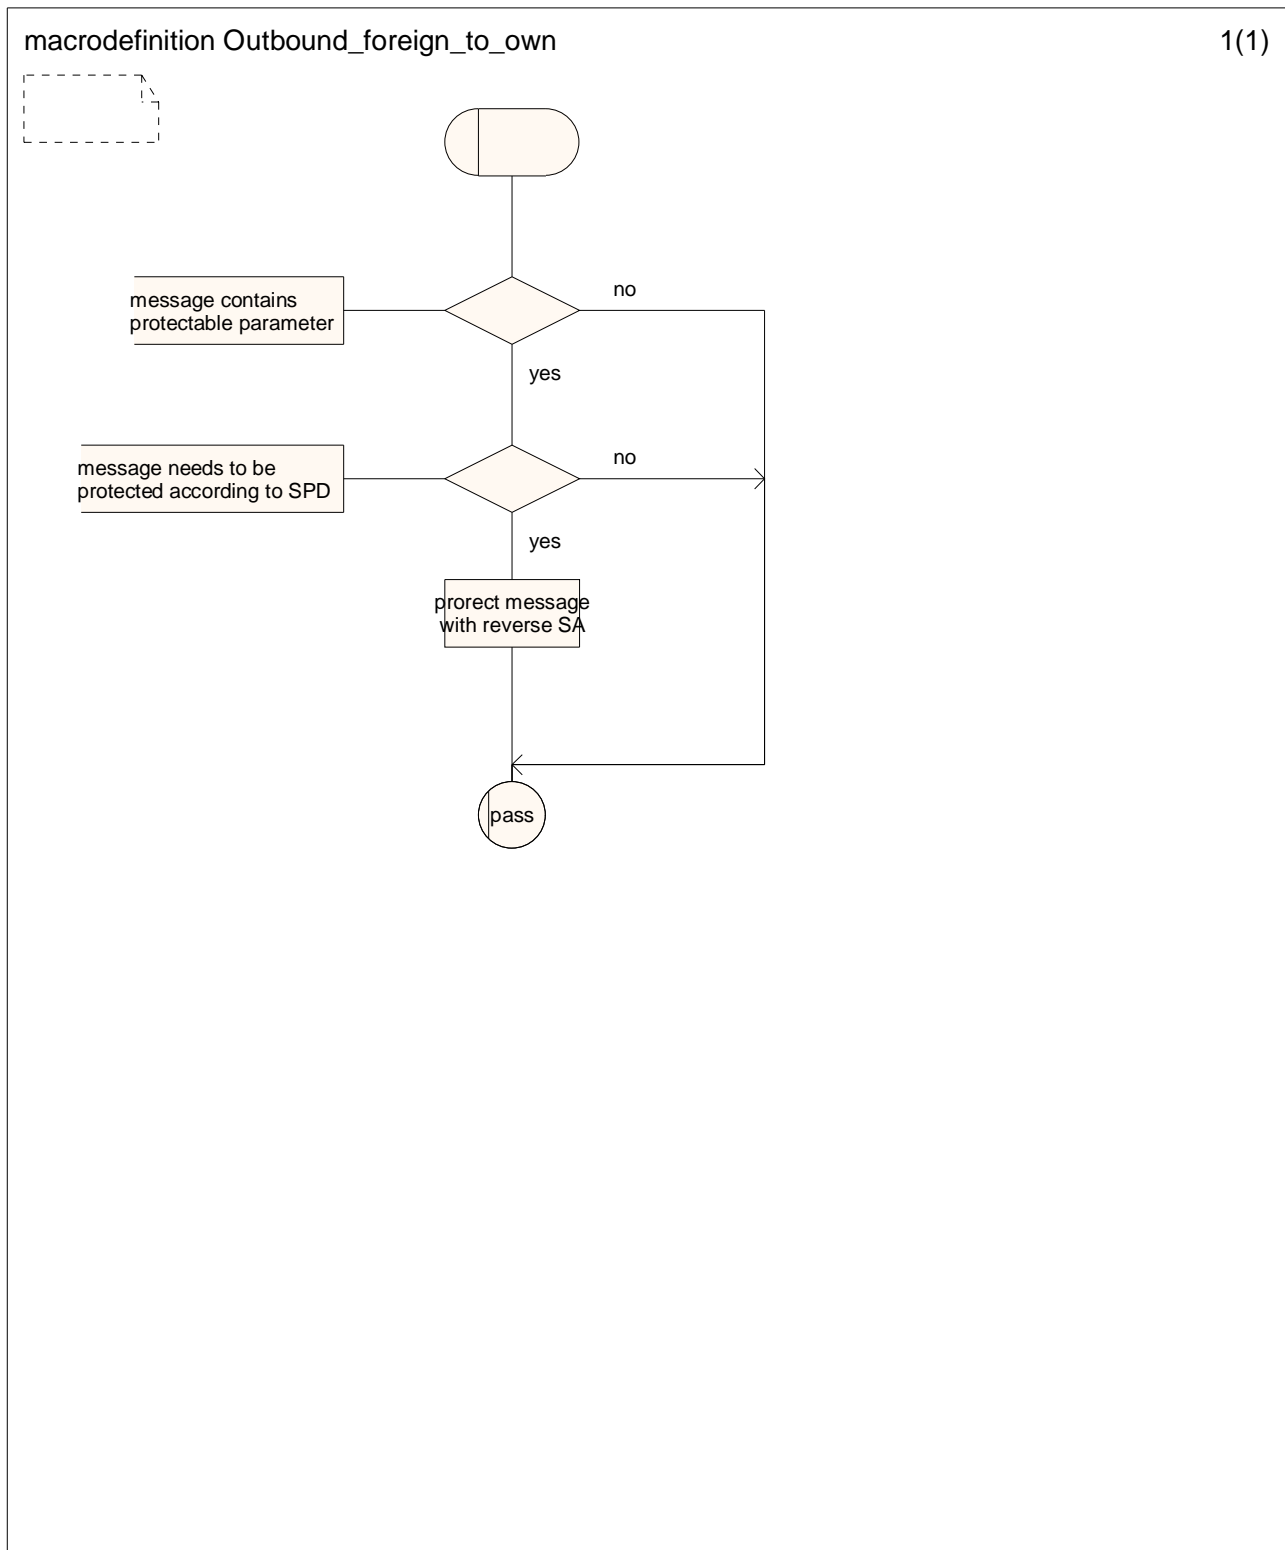 macrodefinition Outbound_foreign_to_own
1(1)
message contains
protectable parameter
no
yes
message needs to be
protected according to SPD
no
yes
prorect message
with reverse SA
pass